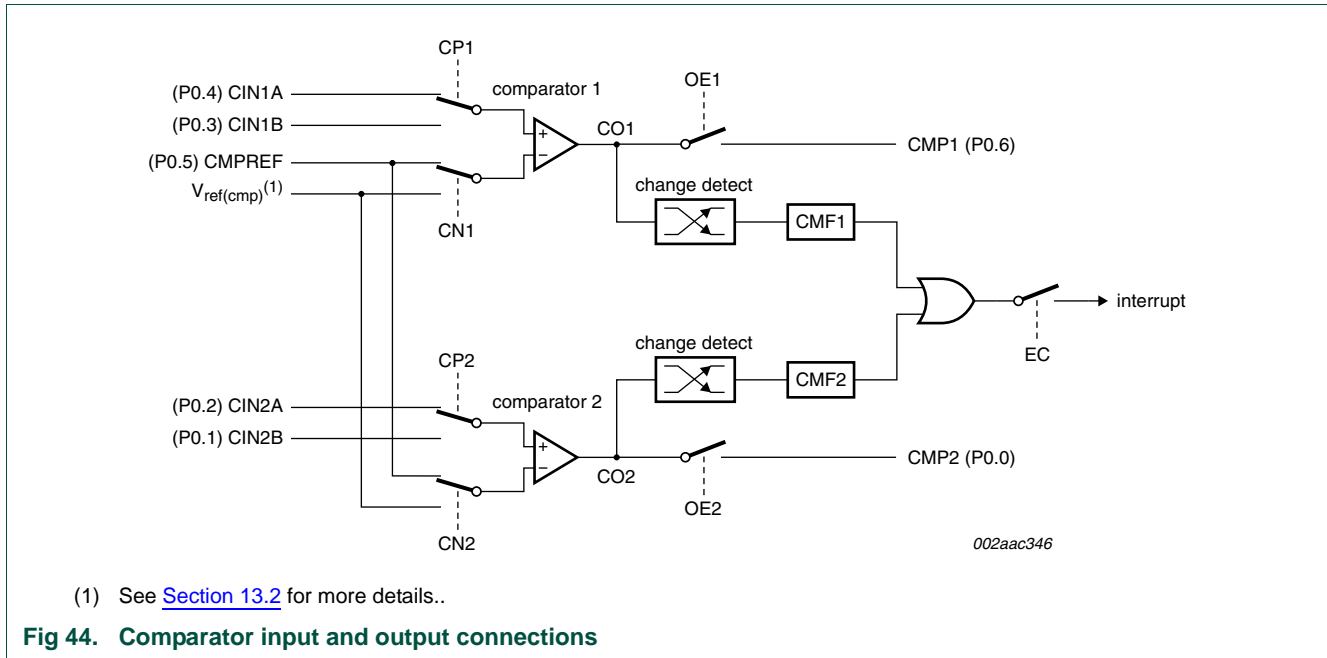 CP1
(P0.4) CIN1A
comparator 1
OE1
(P0.3) CIN1B
+
CO1
CMP1 (P0.6)
(P0.5) CMPREF
−
Vref(cmp)(1)
change detect
CN1
CMF1
interrupt
EC
change detect
CP2
CMF2
(P0.2) CIN2A
comparator 2
(P0.1) CIN2B
+
CMP2 (P0.0)
−
CO2
OE2
CN2
002aac346
(1) See Section 13.2 for more details..
Fig 44. Comparator input and output connections